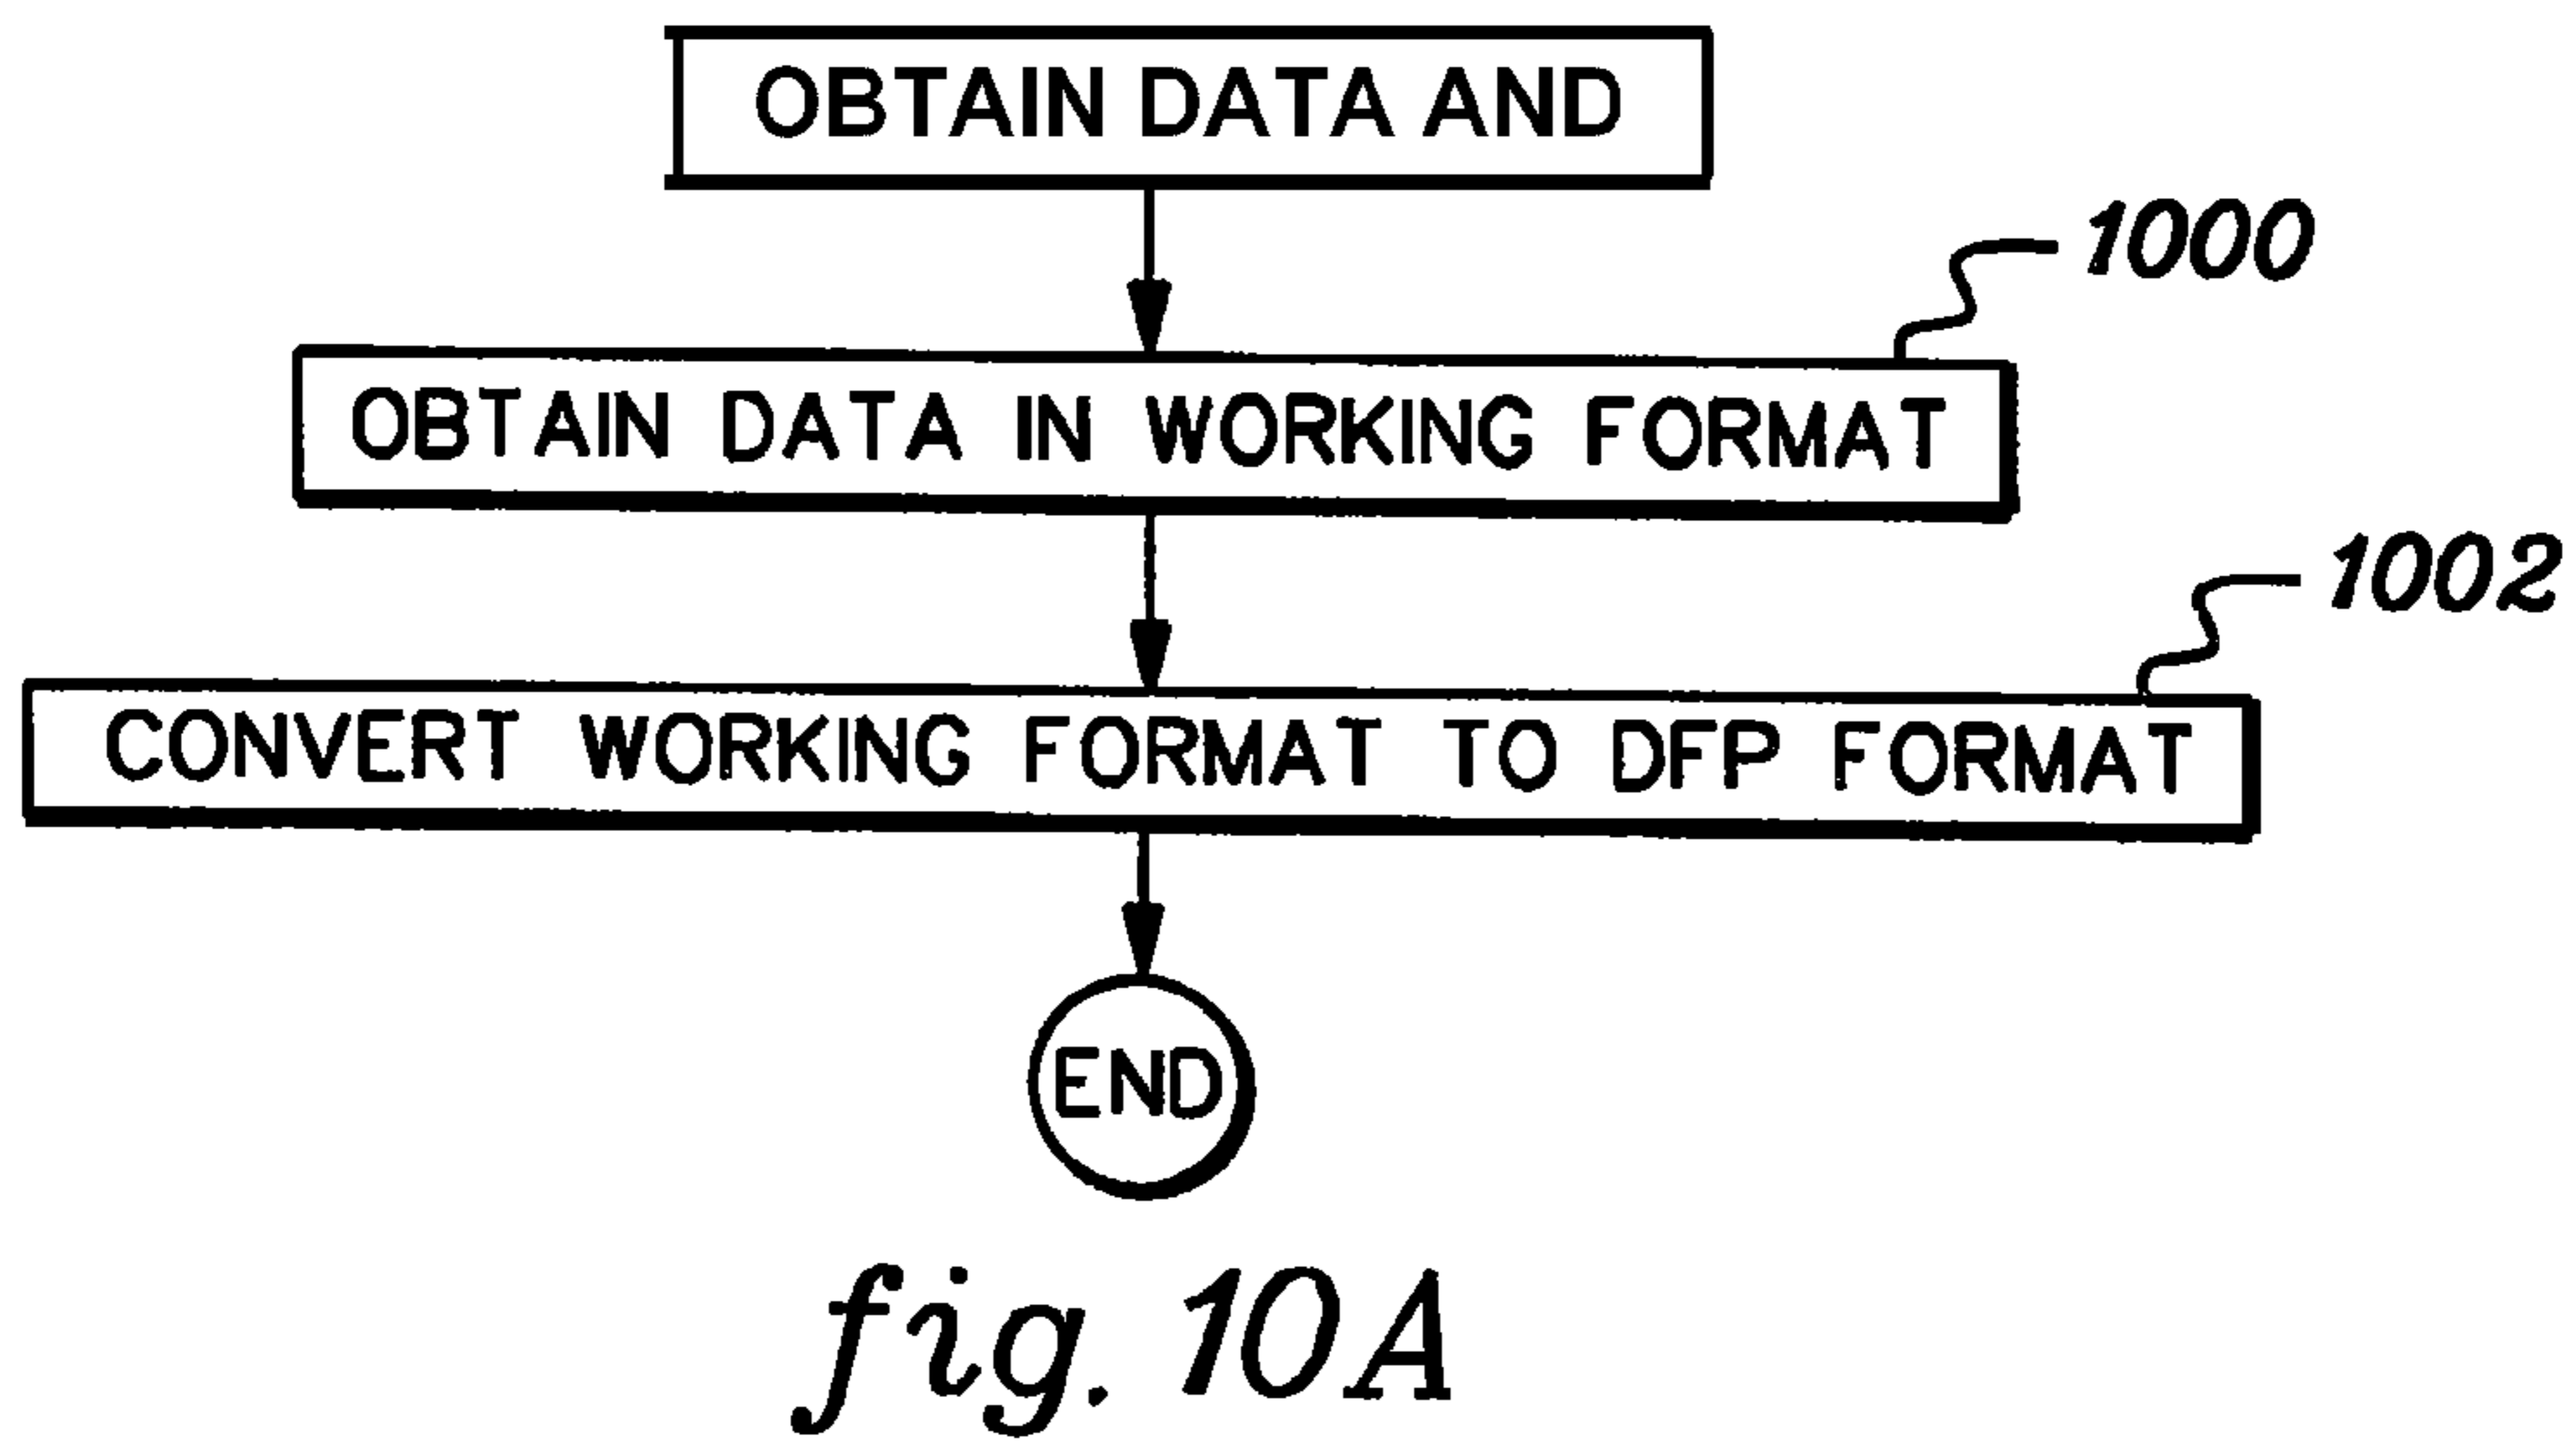 OBTAIN DATA AND
1000
OBTAIN DATA IN WORKING FORMAT
1002
CONVERT WORKING FORMAT TO DFP FORMAT
END
fig. 10A